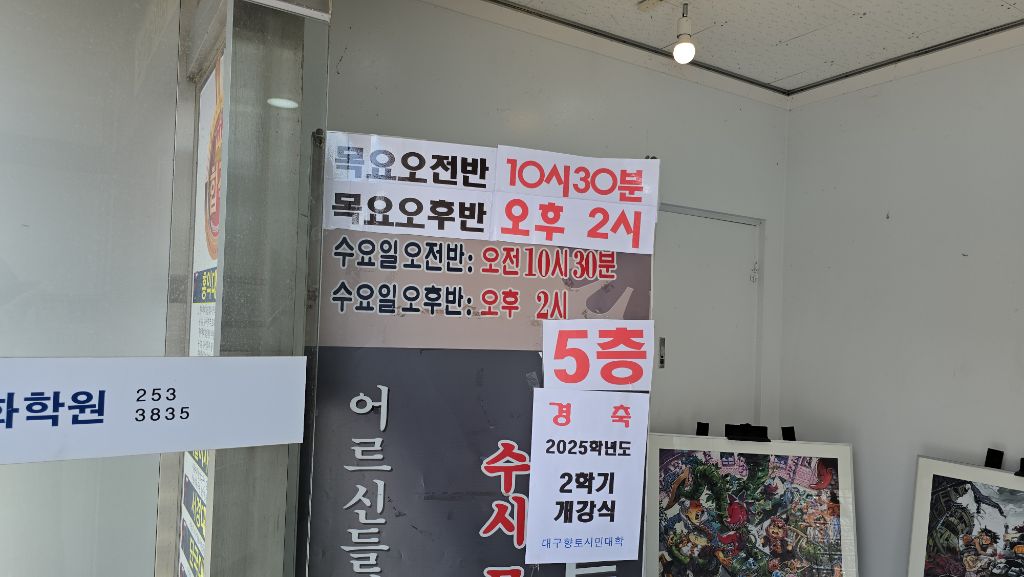 목요오전반 10시30분
목요오후반 오후 2시
수요일오전반: 오전10시30분
수요일오후반: 오후 2시
5층
경 축
2025학년도
2학기
개강식
대구향토시민대학
어르신들
수시
화학원 253
3835